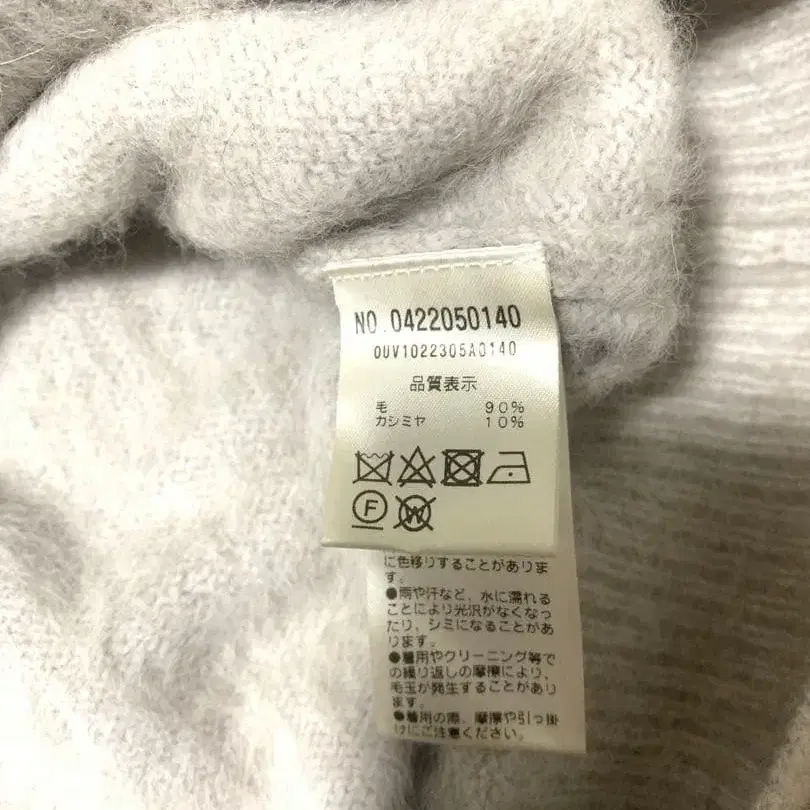 NO.0422050140
0UV1022305A0140
品質表示
毛 90%
カシミヤ 10%
F W
に色移りすることがありま
す。
●雨や汗など、水に濡れる
ことにより光沢がなくなっ
たり、シミになることがあ
ります。
●着用やクリーニング等で
の繰り返しの摩擦により、
毛玉が発生することがあり
ます。
●着用の際、摩擦や引っ掛
けにご注意ください。